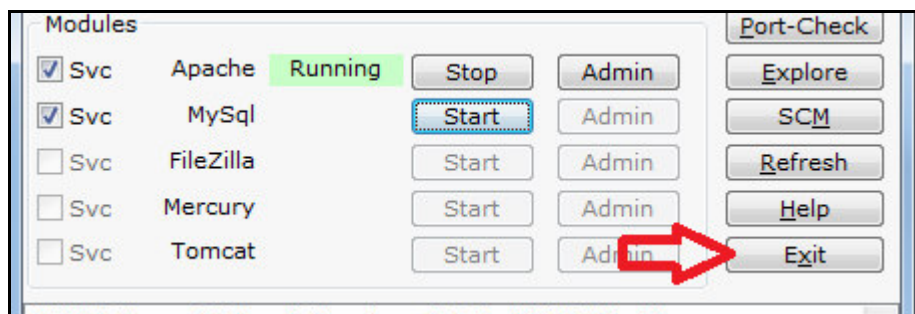 Modules Port-Check
Svc Apache Running Stop Admin Explore
Svc MySql Start Admin SCM
Svc FileZilla Start Admin Refresh
Svc Mercury Start Admin Help
Svc Tomcat Start Admin Exit